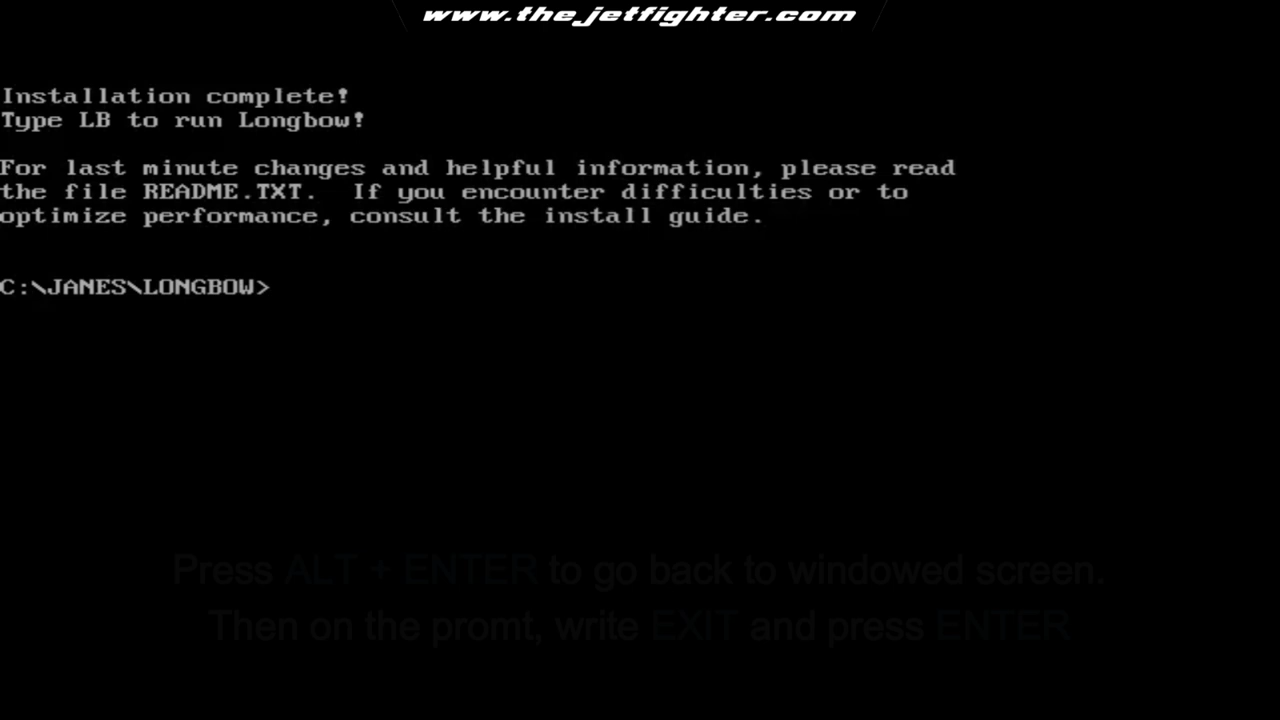 www.thejetfighter.com
Installation complete!
Type LB to run Longbow!
For last minute changes and helpful information, please read
the file README.TXT.  If you encounter difficulties or to
optimize performance, consult the install guide.
C:\JANES\LONGBOW>
Press ALT + ENTER to go back to windowed screen.
Then on the promt, write EXIT and press ENTER